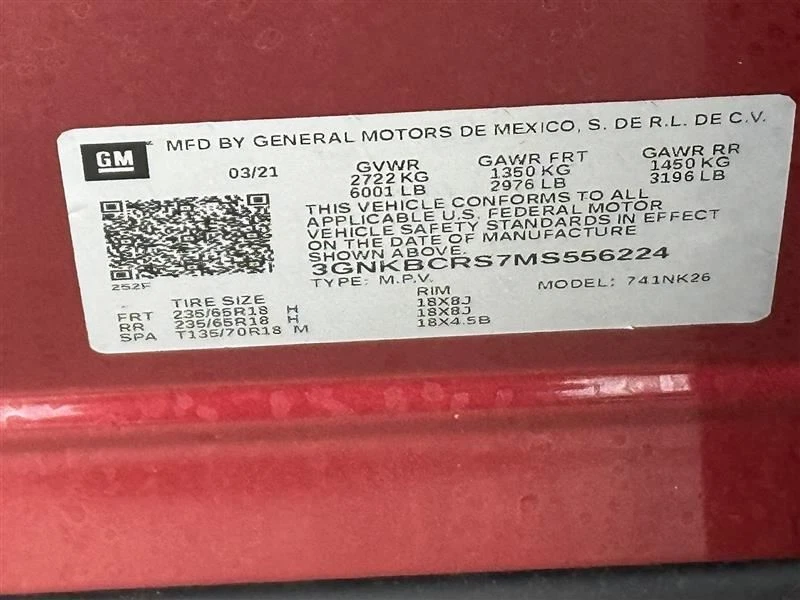 GM MFD BY GENERAL MOTORS DE MEXICO, S. DE R.L. DE C.V.
03/21 GVWR GAWR FRT GAWR RR
2722 KG 1350 KG 1450 KG
6001 LB 2976 LB 3196 LB
THIS VEHICLE CONFORMS TO ALL
APPLICABLE U.S. FEDERAL MOTOR
VEHICLE SAFETY STANDARDS IN EFFECT
ON THE DATE OF MANUFACTURE
SHOWN ABOVE.
3GNKBCRS7MS556224
252F TYPE: M.P.V. MODEL: 741NK26
TIRE SIZE RIM
FRT 235/65R18 H 18X8J
RR 235/65R18 H 18X8J
SPA T135/70R18 M 18X4.5B